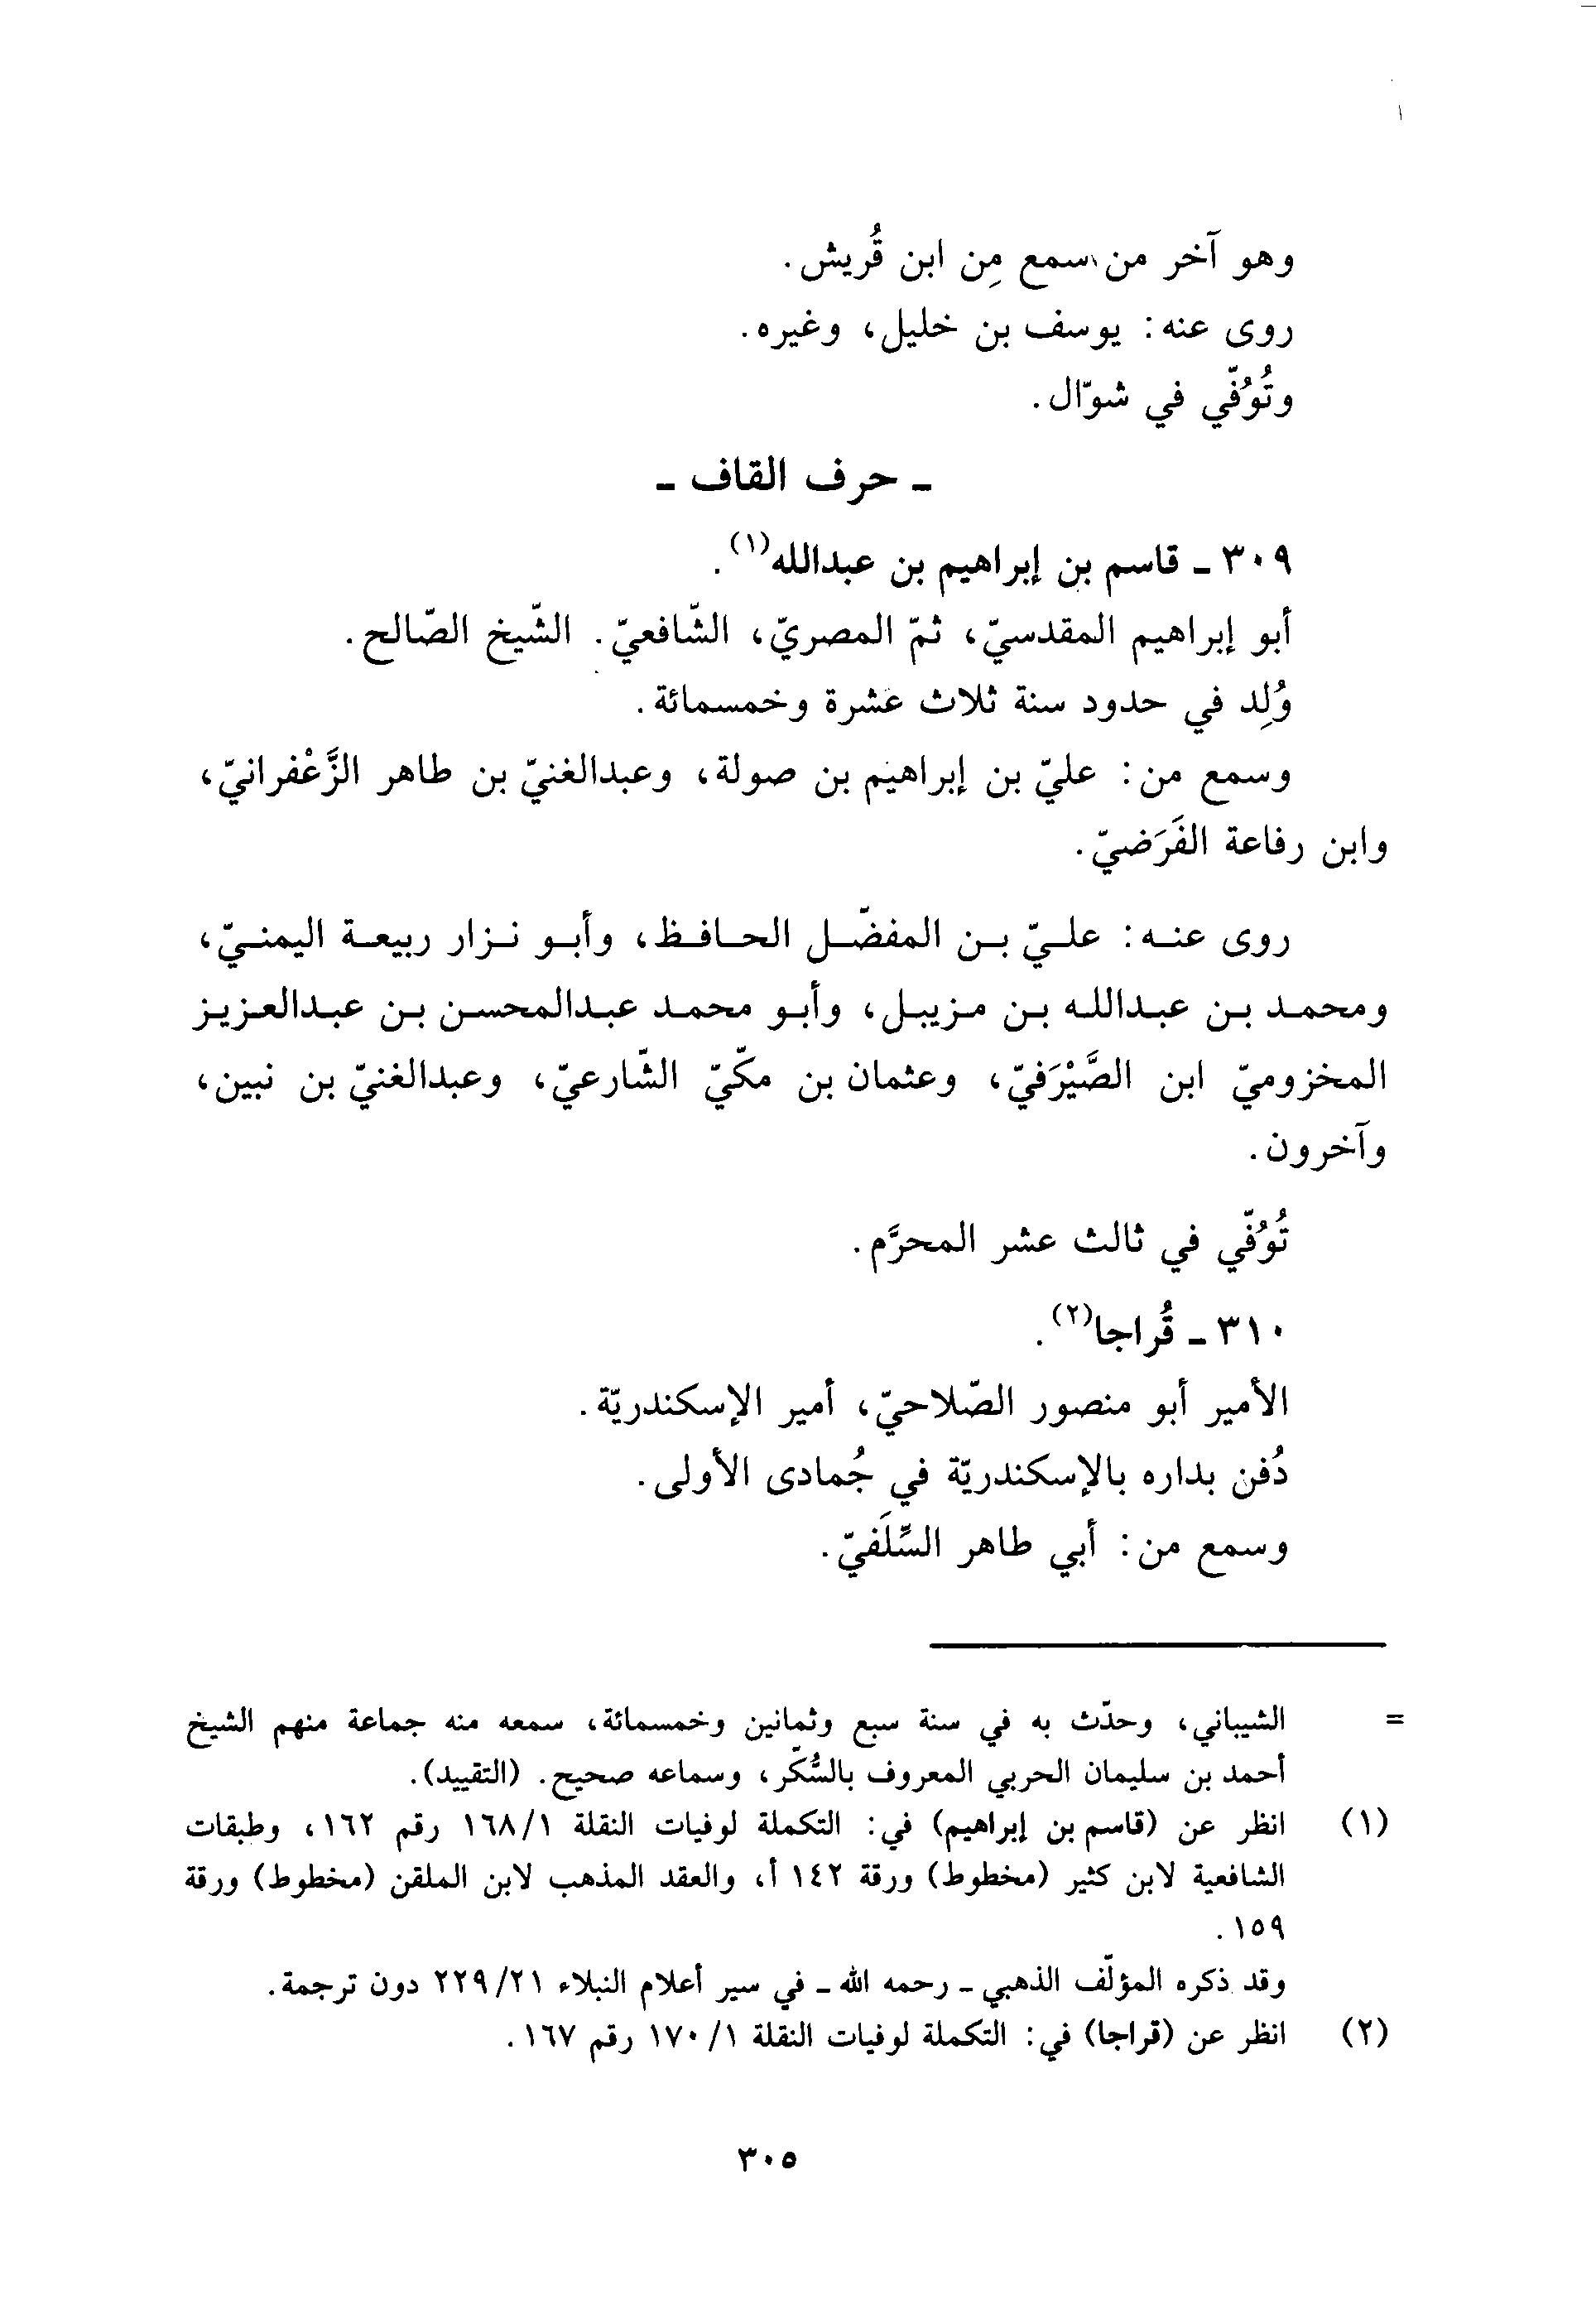 وهو آخر من سمع مِن ابن قُريش.
روى عنه: يوسف بن خليل، وغيره.
وتُوُفّي في شوّال.
ـ حرف القاف ـ
٣٠٩ ـ قاسم بن إبراهيم بن عبدالله(١).
أبو إبراهيم المقدسيّ، ثمّ المصريّ، الشّافعيّ. الشّيخ الصّالح.
وُلِد في حدود سنة ثلاث عشرة وخمسمائة.
وسمع من: عليّ بن إبراهيم بن صولة، وعبدالغنيّ بن طاهر الزَّعْفرانيّ،
وابن رفاعة الفَرَضيّ.
روى عنه: عليّ بن المفضّل الحافظ، وأبو نزار ربيعة اليمنيّ،
ومحمد بن عبدالله بن مزيبل، وأبو محمد عبدالمحسن بن عبدالعزيز
المخزوميّ ابن الصَّيْرَفيّ، وعثمان بن مكّيّ الشّارعيّ، وعبدالغنيّ بن نبين،
وآخرون.
تُوُفّي في ثالث عشر المحرَّم.
٣١٠ ـ قُراجا(٢).
الأمير أبو منصور الصّلاحيّ، أمير الإسكندريّة.
دُفن بداره بالإسكندريّة في جُمادى الأولى.
وسمع من: أبي طاهر السِّلَفيّ.
= الشيباني، وحدّث به في سنة سبع وثمانين وخمسمائة، سمعه منه جماعة منهم الشيخ
أحمد بن سليمان الحربي المعروف بالسُّكّر، وسماعه صحيح. (التقييد).
(١) انظر عن (قاسم بن إبراهيم) في: التكملة لوفيات النقلة ١٦٨/١ رقم ١٦٢، وطبقات
الشافعية لابن كثير (مخطوط) ورقة ١٤٢ أ، والعقد المذهب لابن الملقن (مخطوط) ورقة
١٥٩.
وقد ذكره المؤلّف الذهبي ـ رحمه الله ـ في سير أعلام النبلاء ٢٢٩/٢١ دون ترجمة.
(٢) انظر عن (قراجا) في: التكملة لوفيات النقلة ١٧٠/١ رقم ١٦٧.
٣٠٥